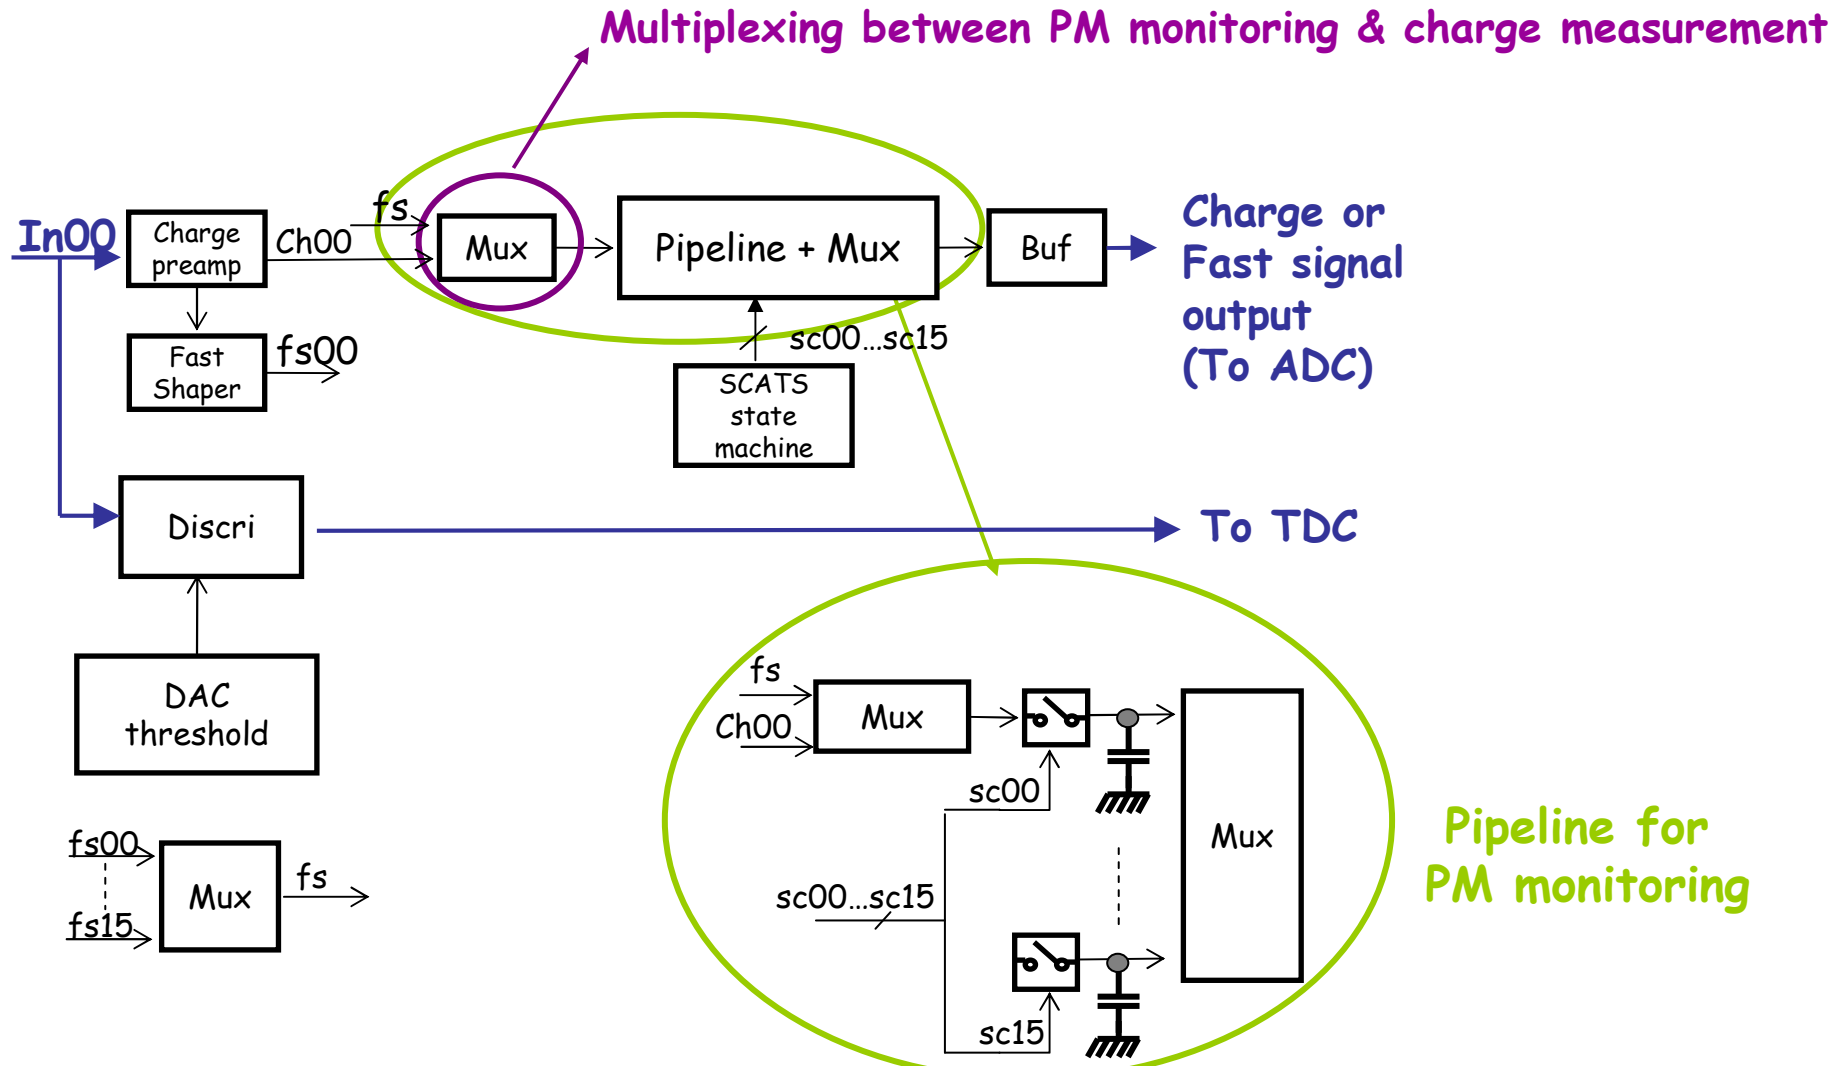 Multiplexing between PM monitoring & charge measurement
In00
Charge
preamp
Ch00
fs
Mux
Pipeline + Mux
Buf
Charge or
Fast signal
output
(To ADC)
Fast
Shaper
fs00
sc00...sc15
SCATS
state
machine
Discri
To TDC
DAC
threshold
fs00
fs15
Mux
fs
fs
Ch00
Mux
sc00
sc00...sc15
sc15
Mux
Pipeline for
PM monitoring